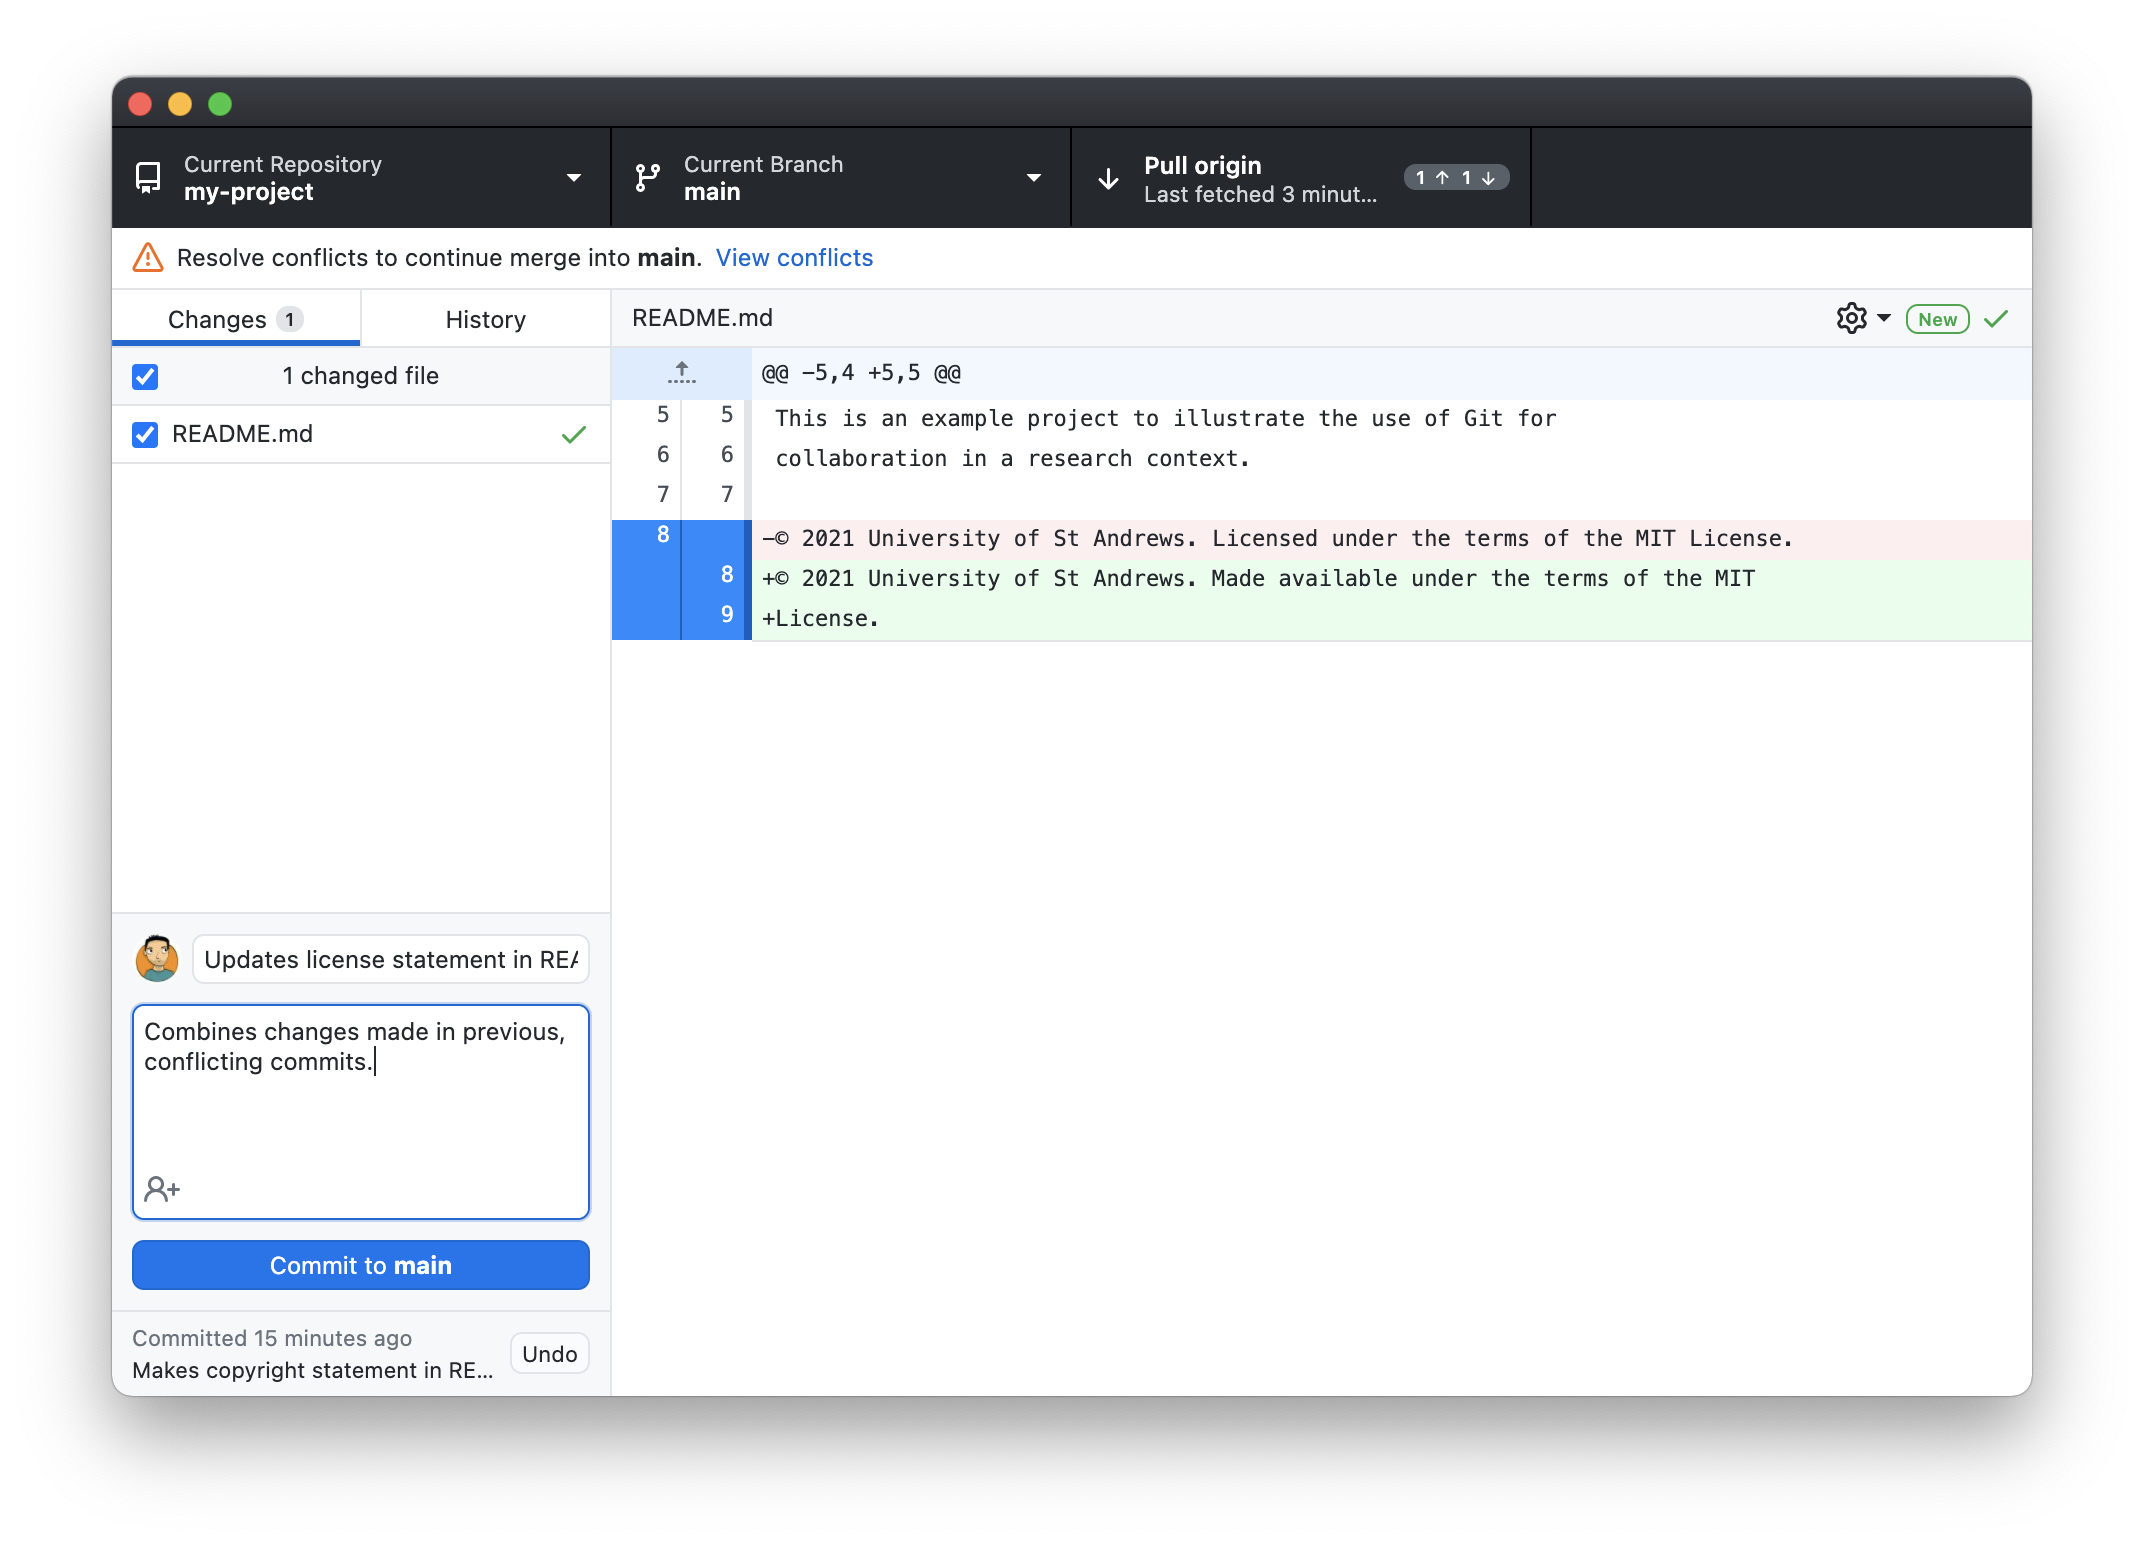 Current Repository
my-project
Current Branch
main
Pull origin
Last fetched 3 minut...
1 ↑ 1 ↓
Resolve conflicts to continue merge into main. View conflicts
Changes 1
History
README.md
New
1 changed file
README.md
@@ -5,4 +5,5 @@
5 5 This is an example project to illustrate the use of Git for
6 6 collaboration in a research context.
7 7
8 -© 2021 University of St Andrews. Licensed under the terms of the MIT License.
8 +© 2021 University of St Andrews. Made available under the terms of the MIT
9 +License.
Updates license statement in REA
Combines changes made in previous,
conflicting commits.
Commit to main
Committed 15 minutes ago
Makes copyright statement in RE...
Undo